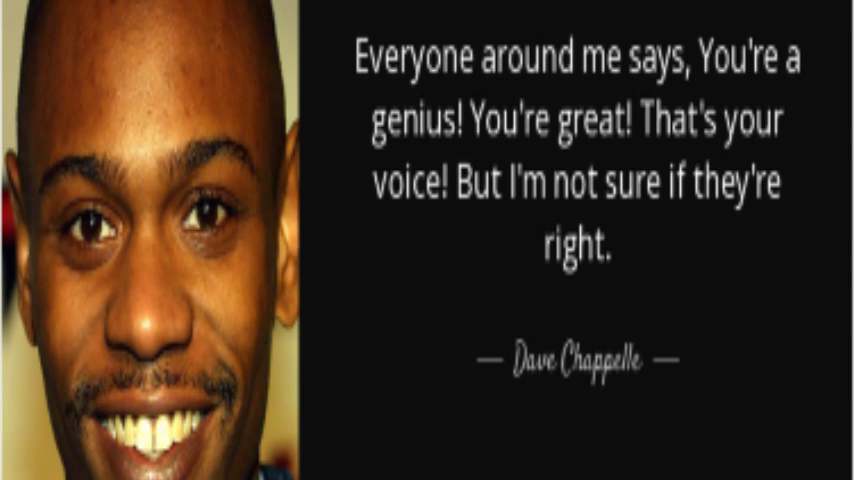 Everyone around me says, You're a
genius! You're great! That's your
voice! But I'm not sure if they're
right.
— Dave Chappelle —